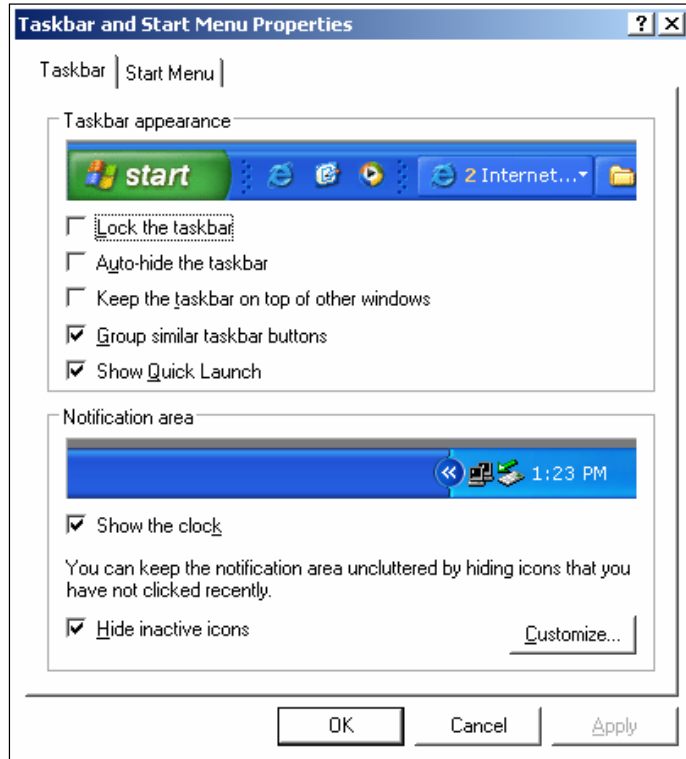 Taskbar and Start Menu Properties
Taskbar
Start Menu
Taskbar appearance
start
2 Internet...
Lock the taskbar
Auto-hide the taskbar
Keep the taskbar on top of other windows
Group similar taskbar buttons
Show Quick Launch
Notification area
1:23 PM
Show the clock
You can keep the notification area uncluttered by hiding icons that you
have not clicked recently.
Hide inactive icons
Customize...
OK
Cancel
Apply